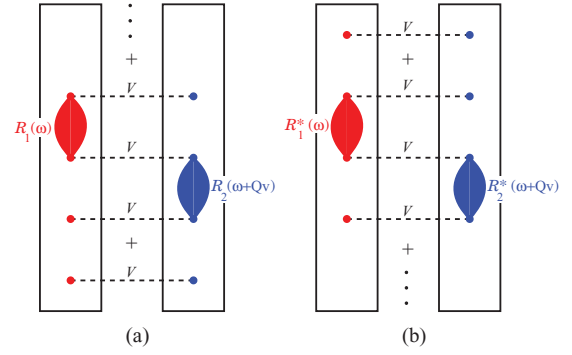 +
V
V
R₁(ω)
V
R₂(ω+Qv)
V
+
V
(a)
V
+
V
R₁*(ω)
V
R₂*(ω+Qv)
V
+
(b)